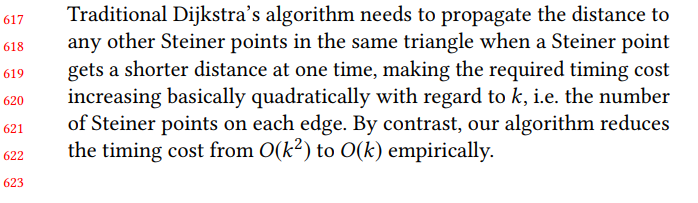 617 Traditional Dijkstra's algorithm needs to propagate the distance to
618 any other Steiner points in the same triangle when a Steiner point
619 gets a shorter distance at one time, making the required timing cost
620 increasing basically quadratically with regard to k, i.e. the number
621 of Steiner points on each edge. By contrast, our algorithm reduces
622 the timing cost from O(k²) to O(k) empirically.
623